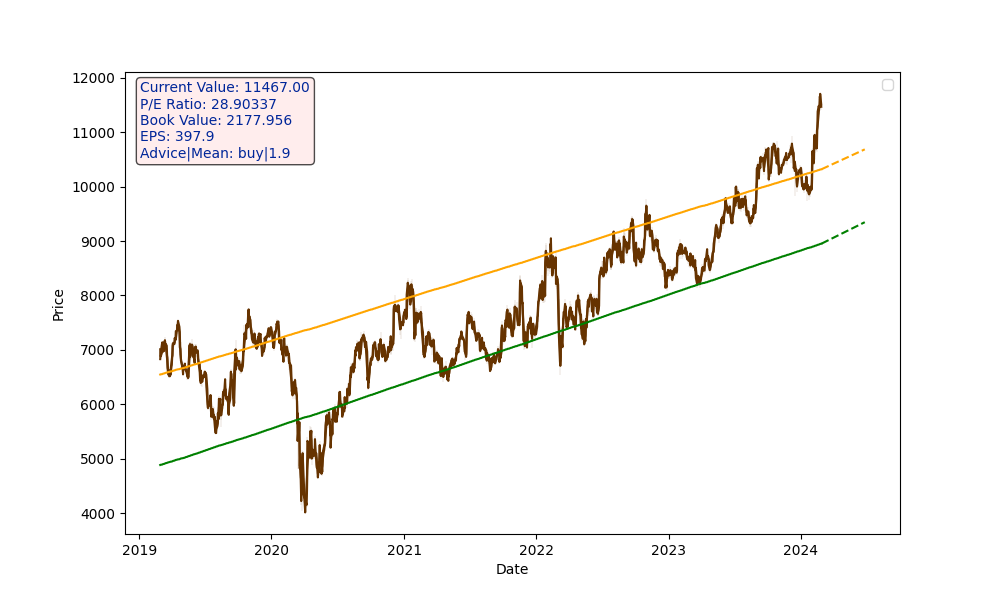 Current Value: 11467.00
P/E Ratio: 28.90337
Book Value: 2177.956
EPS: 397.9
Advice|Mean: buy|1.9
12000
11000
10000
9000
8000
7000
6000
5000
4000
Price
2019 2020 2021 2022 2023 2024
Date